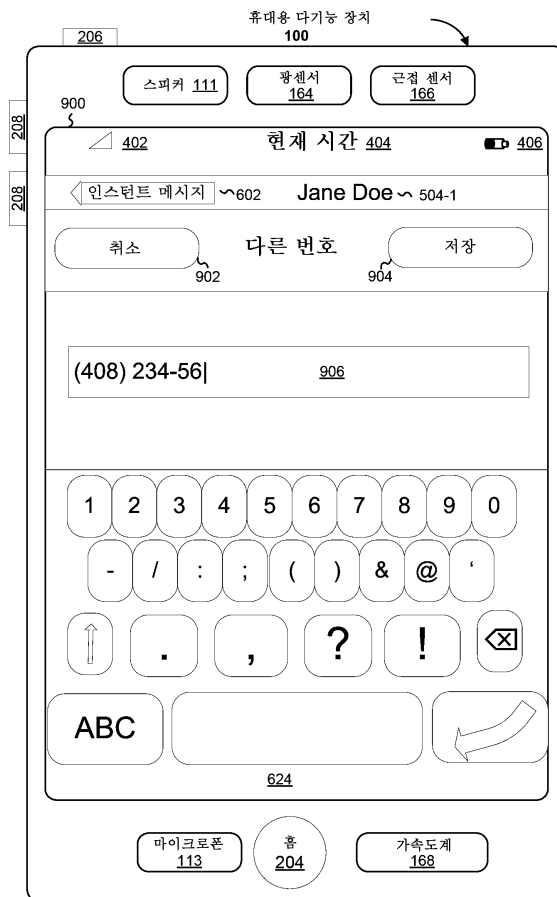 휴대용 다기능 장치
100
206
스피커 111
광센서
164
근접 센서
166
208
208
900
402
현재 시간 404
406
인스턴트 메시지
602
Jane Doe
504-1
취소
902
다른 번호
저장
904
(408) 234-56|
906
1 2 3 4 5 6 7 8 9 0
- / : ; ( ) & @ ‘
. , ? !
ABC
624
마이크로폰
113
홈
204
가속도계
168